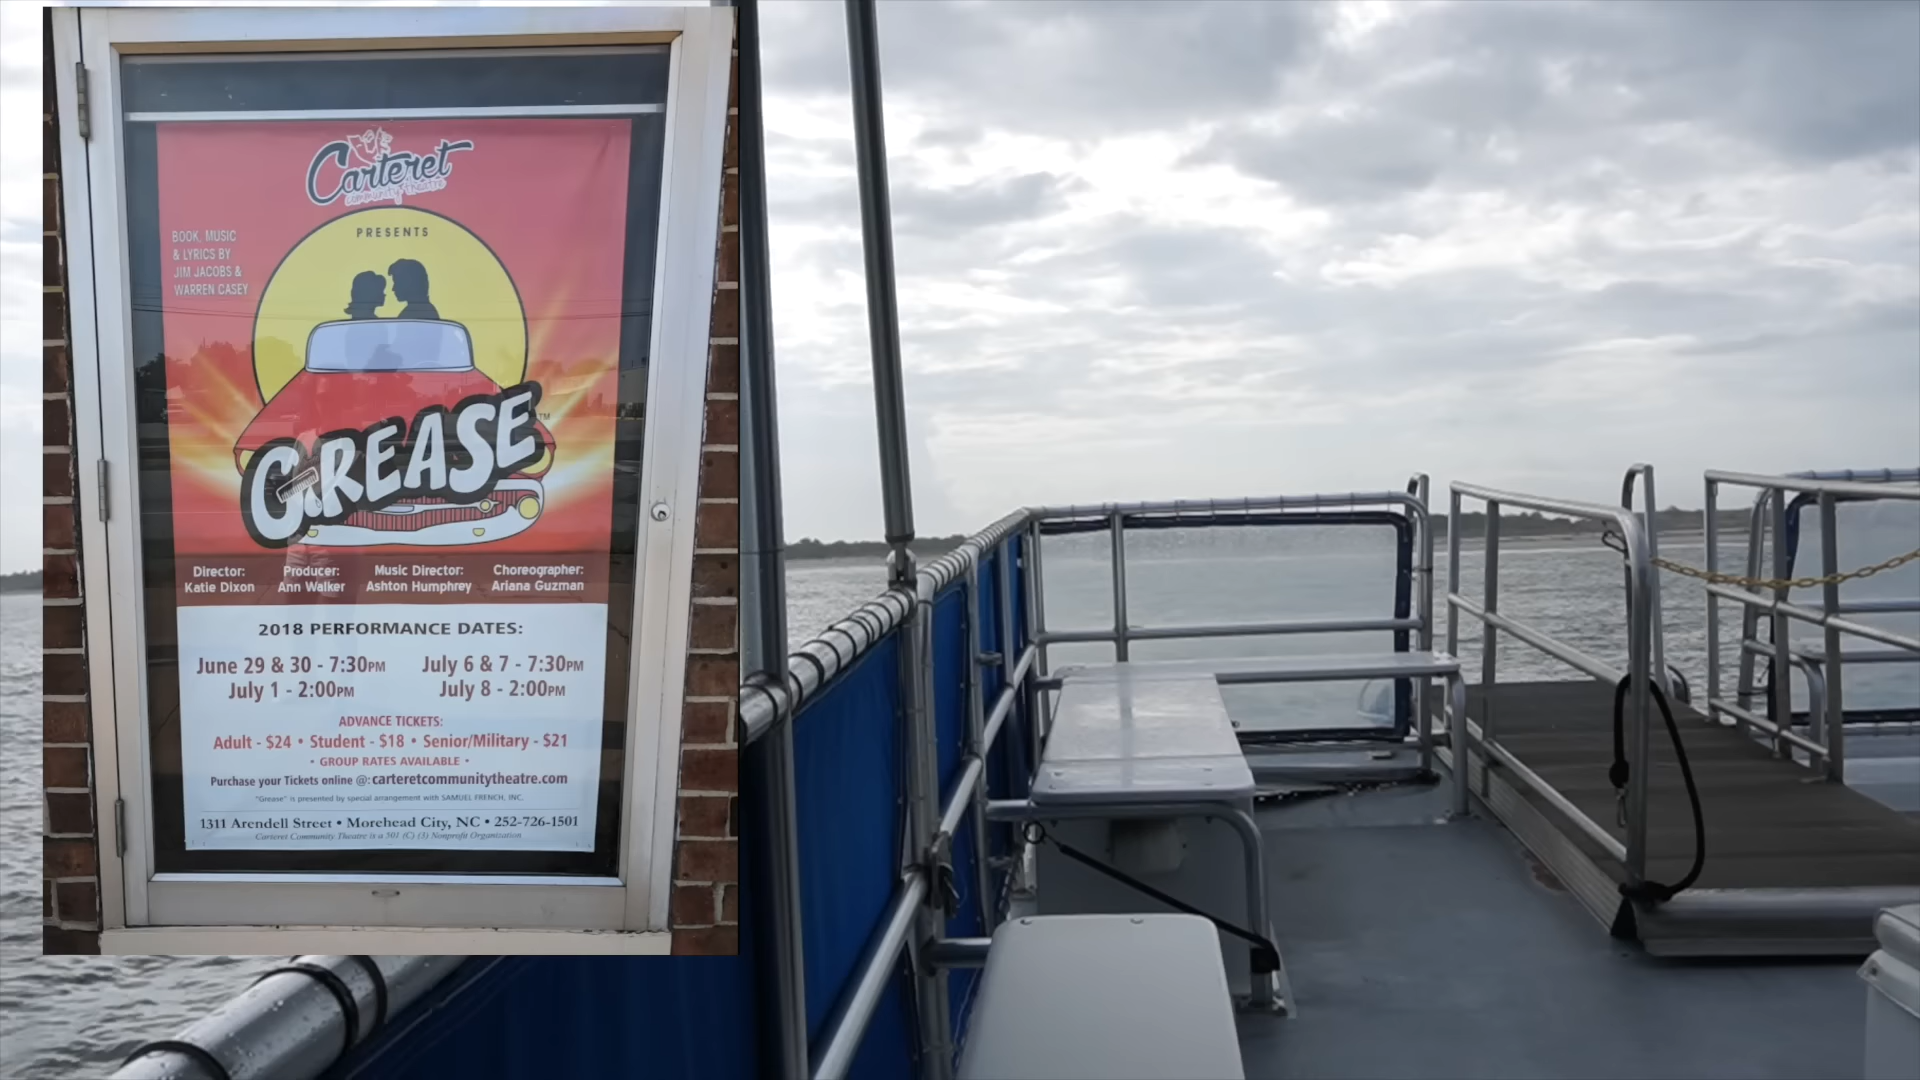 Carteret
community theatre
PRESENTS
BOOK, MUSIC
& LYRICS BY
JIM JACOBS &
WARREN CASEY
GREASE™
Director:
Katie Dixon
Producer:
Ann Walker
Music Director:
Ashton Humphrey
Choreographer:
Ariana Guzman
2018 PERFORMANCE DATES:
June 29 & 30 - 7:30PM
July 1 - 2:00PM
July 6 & 7 - 7:30PM
July 8 - 2:00PM
ADVANCE TICKETS:
Adult - $24 • Student - $18 • Senior/Military - $21
• GROUP RATES AVAILABLE •
Purchase your Tickets online @: carteretcommunitytheatre.com
"Grease" is presented by special arrangement with SAMUEL FRENCH, INC.
1311 Arendell Street • Morehead City, NC • 252-726-1501
Carteret Community Theatre is a 501 (C) (3) Nonprofit Organization